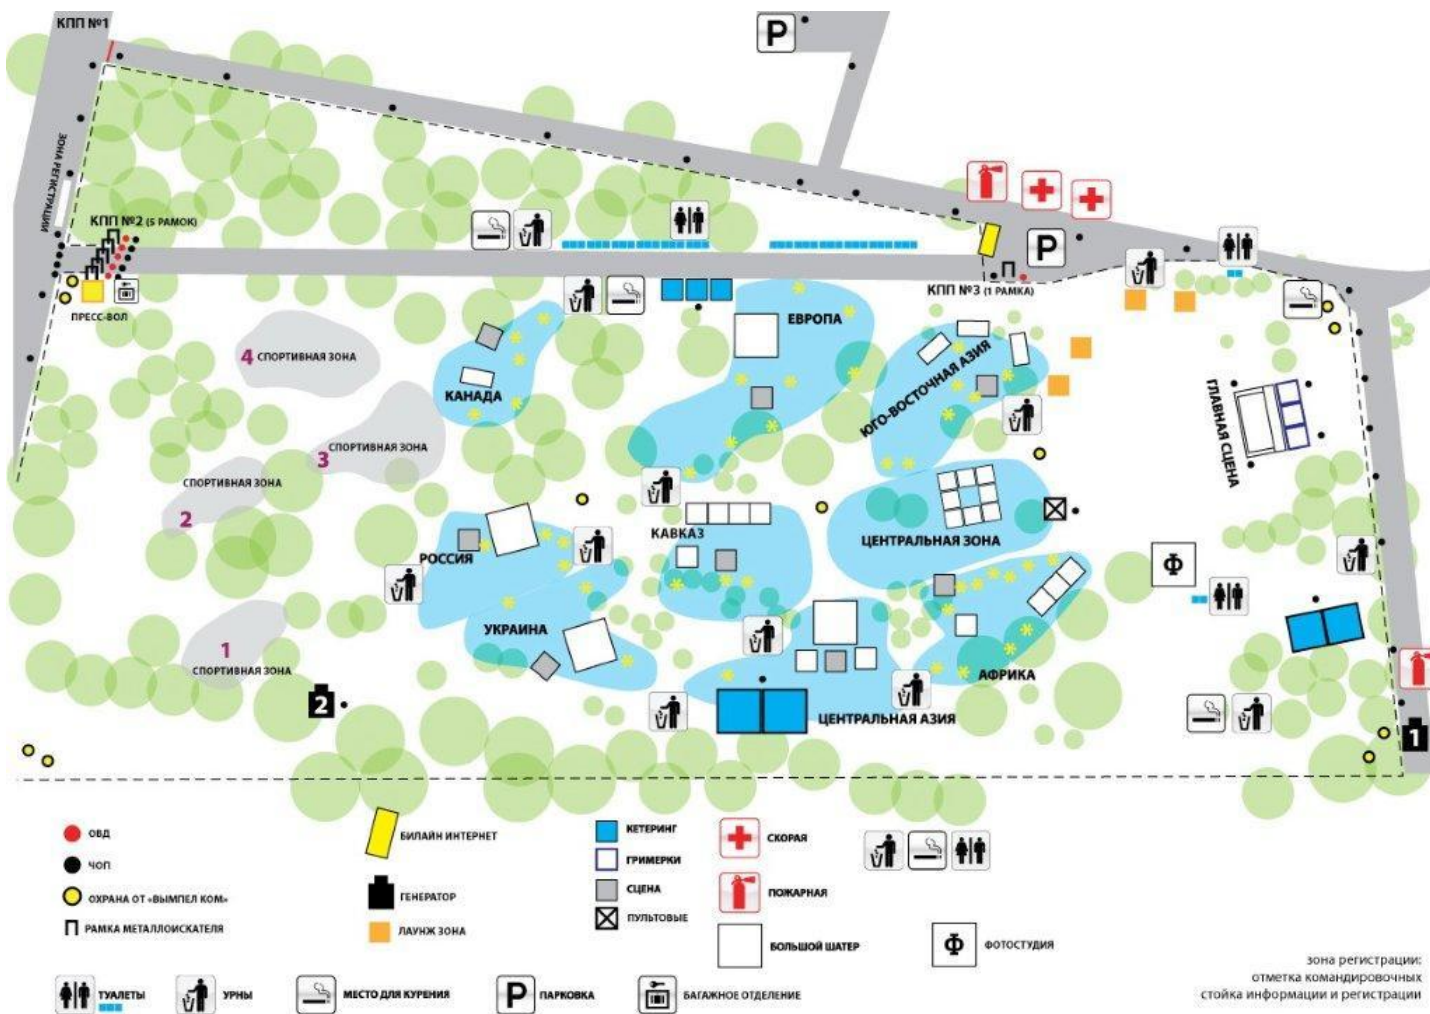 КПП №1
P
ЗОНА РЕГИСТРАЦИИ
КПП №2 (5 РАМОК)
P
КПП №3 (1 РАМКА)
ПРЕСС-ВОЛ
ЕВРОПА
4 СПОРТИВНАЯ ЗОНА
КАНАДА
ЮГО-ВОСТОЧНАЯ АЗИЯ
ГЛАВНАЯ СЦЕНА
СПОРТИВНАЯ ЗОНА
3
СПОРТИВНАЯ ЗОНА
2
КАВКАЗ
ЦЕНТРАЛЬНАЯ ЗОНА
РОССИЯ
Ф
УКРАИНА
1
СПОРТИВНАЯ ЗОНА
АФРИКА
2
ЦЕНТРАЛЬНАЯ АЗИЯ
1
ОВД
ЧОП
ОХРАНА ОТ «ВЫМПЕЛ КОМ»
РАМКА МЕТАЛЛОИСКАТЕЛЯ
БИЛАЙН ИНТЕРНЕТ
ГЕНЕРАТОР
ЛАУНЖ ЗОНА
КЕТЕРИНГ
ГРИМЕРКИ
СЦЕНА
ПУЛЬТОВЫЕ
СКОРАЯ
ПОЖАРНАЯ
БОЛЬШОЙ ШАТЕР
Ф ФОТОСТУДИЯ
ТУАЛЕТЫ
УРНЫ
МЕСТО ДЛЯ КУРЕНИЯ
P ПАРКОВКА
БАГАЖНОЕ ОТДЕЛЕНИЕ
зона регистрации:
отметка командировочных
стойка информации и регистрации